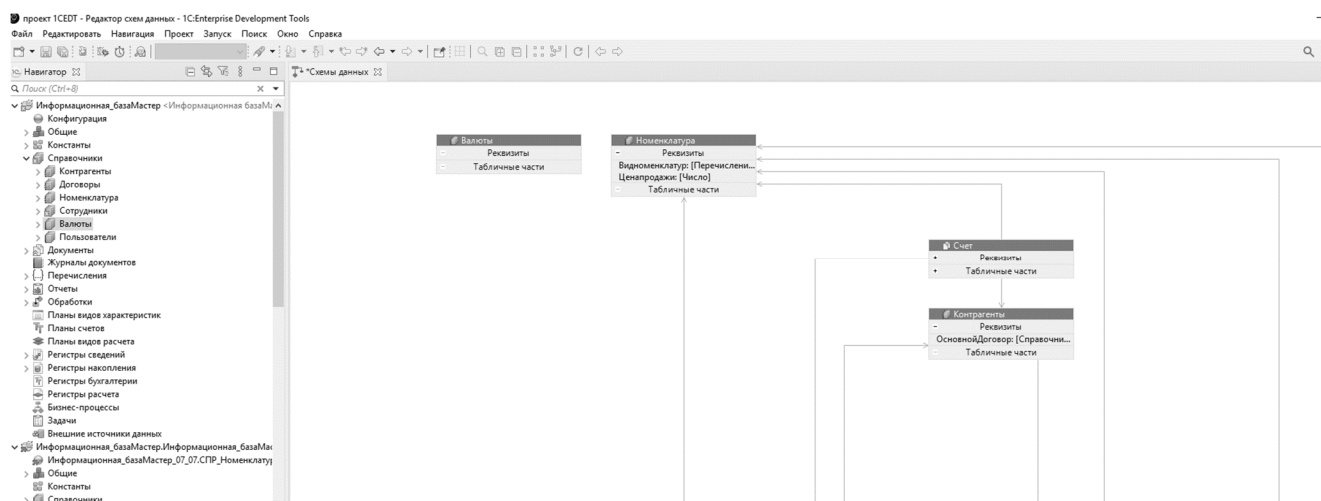 проект 1CEDT - Редактор схем данных - 1C:Enterprise Development Tools
Файл Редактировать Навигация Проект Запуск Поиск Окно Справка
Навигатор
*Схемы данных
Поиск (Ctrl+8)
Информационная_базаМастер <Информационная базаМа
Конфигурация
Общие
Константы
Справочники
Контрагенты
Договоры
Номенклатура
Сотрудники
Валюты
Пользователи
Документы
Журналы документов
Перечисления
Отчеты
Обработки
Планы видов характеристик
Планы счетов
Планы видов расчета
Регистры сведений
Регистры накопления
Регистры бухгалтерии
Регистры расчета
Бизнес-процессы
Задачи
Внешние источники данных
Информационная_базаМастер.Информационная_базаМас
Информационная_базаМастер_07_07.СПР_Номенклатур
Общие
Константы
Справочники
Валюты
Реквизиты
Табличные части
Номенклатура
Реквизиты
Видноменклатур: [Перечислени...
Ценапродажи: [Число]
Табличные части
Счет
Реквизиты
Табличные части
Контрагенты
Реквизиты
ОсновнойДоговор: [Справочни...
Табличные части